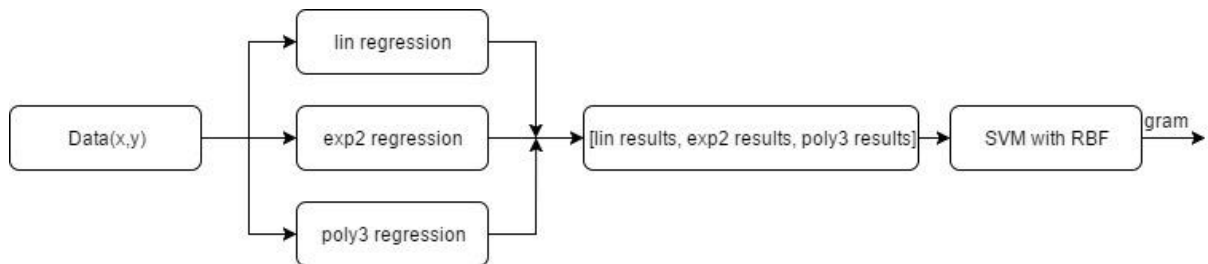 Data(x,y)
lin regression
exp2 regression
poly3 regression
[lin results, exp2 results, poly3 results]
SVM with RBF
gram